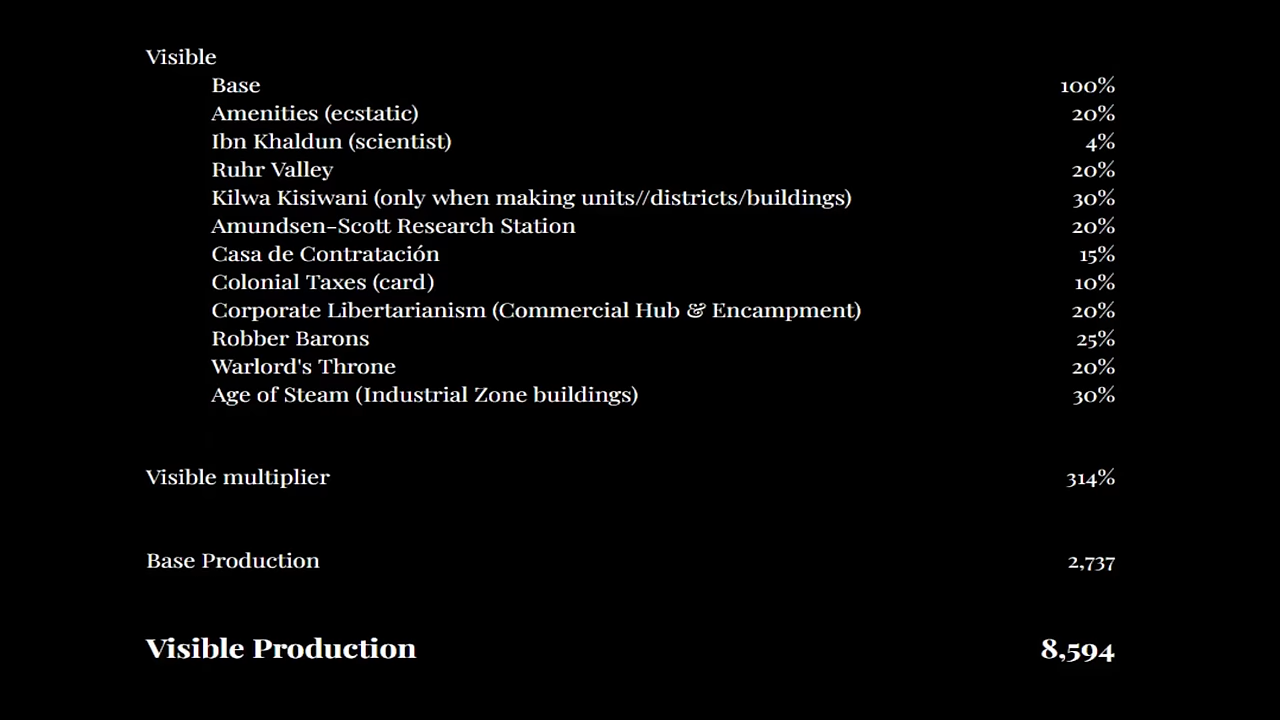 Visible
Base 100%
Amenities (ecstatic) 20%
Ibn Khaldun (scientist) 4%
Ruhr Valley 20%
Kilwa Kisiwani (only when making units//districts/buildings) 30%
Amundsen-Scott Research Station 20%
Casa de Contratación 15%
Colonial Taxes (card) 10%
Corporate Libertarianism (Commercial Hub & Encampment) 20%
Robber Barons 25%
Warlord's Throne 20%
Age of Steam (Industrial Zone buildings) 30%
Visible multiplier 314%
Base Production 2,737
Visible Production 8,594